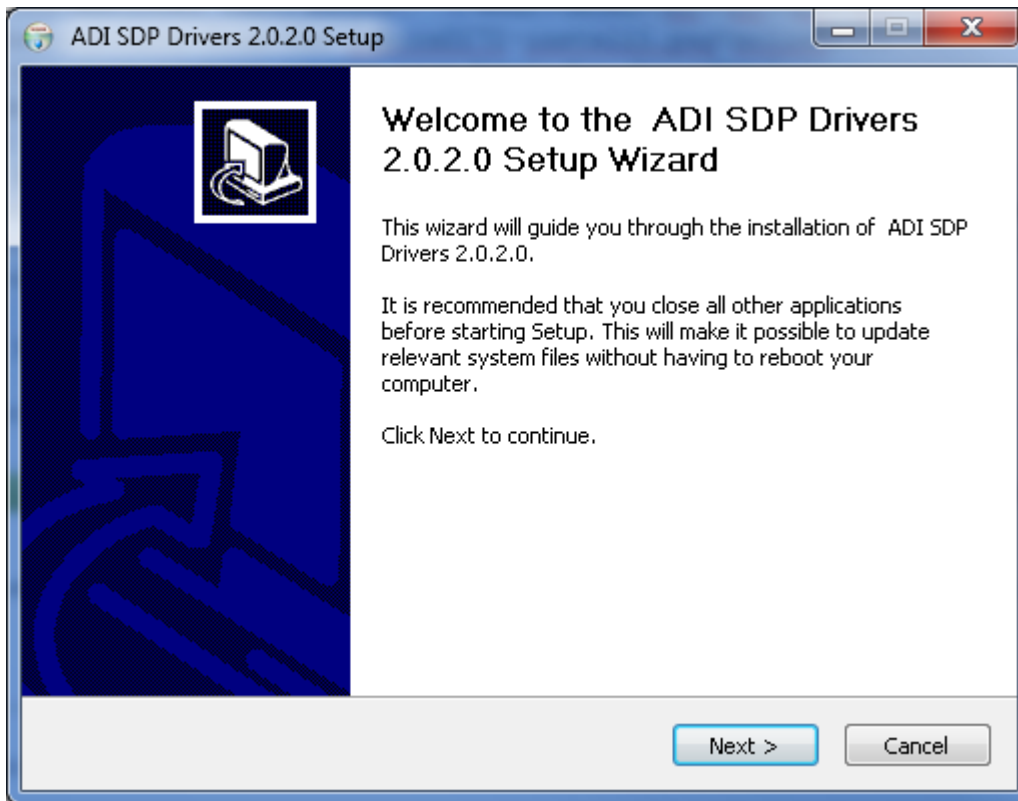 ADI SDP Drivers 2.0.2.0 Setup
Welcome to the ADI SDP Drivers
2.0.2.0 Setup Wizard
This wizard will guide you through the installation of ADI SDP
Drivers 2.0.2.0.
It is recommended that you close all other applications
before starting Setup. This will make it possible to update
relevant system files without having to reboot your
computer.
Click Next to continue.
Next >
Cancel